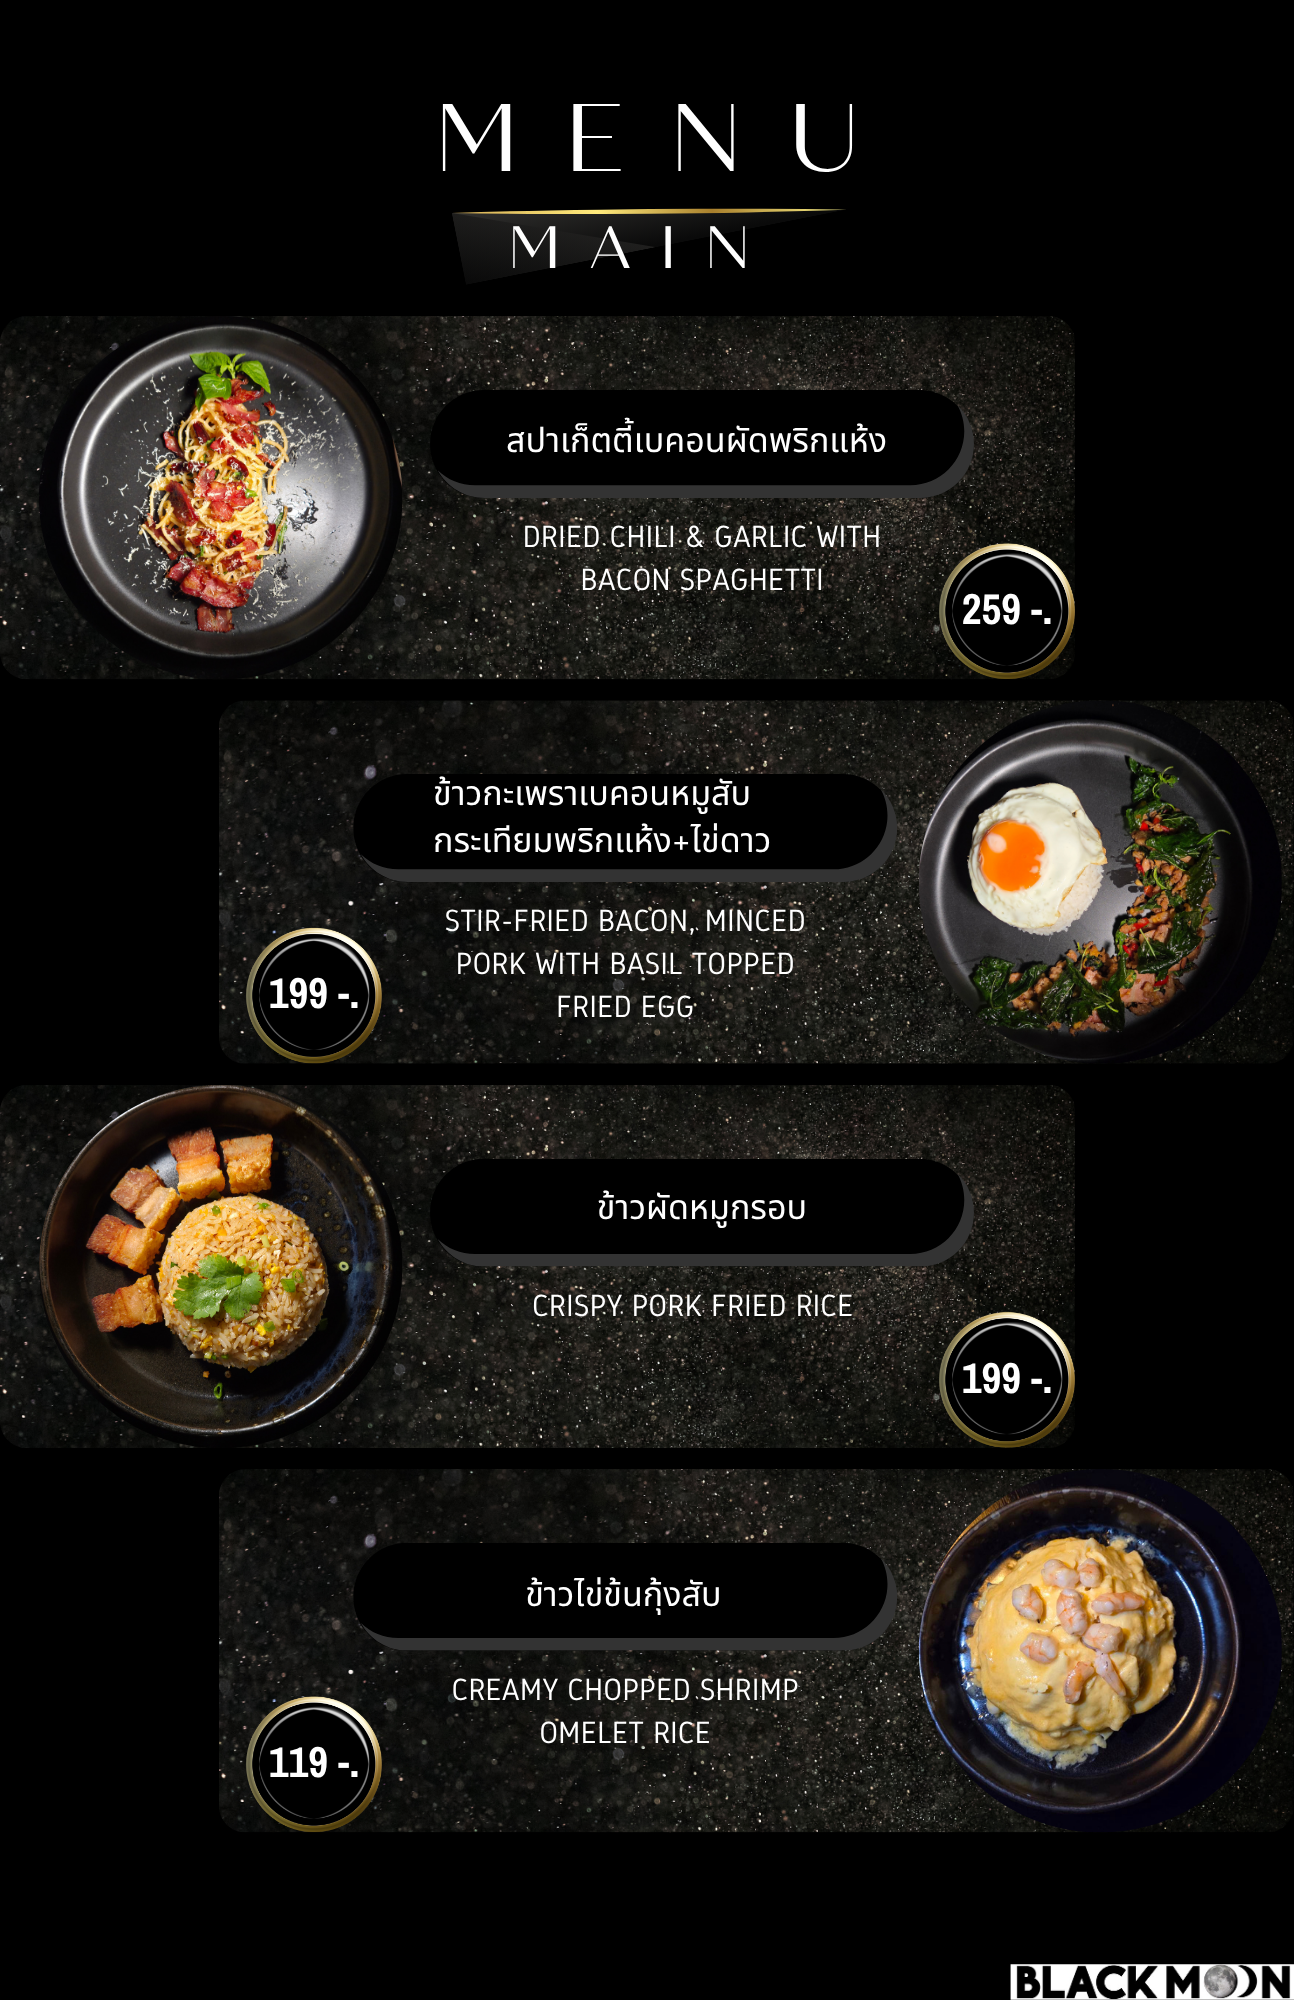 MENU
MAIN
สปาเก็ตตี้เบคอนผัดพริกแห้ง
DRIED CHILI & GARLIC WITH
BACON SPAGHETTI
259 -.
ข้าวกะเพราเบคอนหมูสับ
กระเทียมพริกแห้ง+ไข่ดาว
STIR-FRIED BACON, MINCED
PORK WITH BASIL TOPPED
FRIED EGG
199 -.
ข้าวผัดหมูกรอบ
CRISPY PORK FRIED RICE
199 -.
ข้าวไข่ข้นกุ้งสับ
CREAMY CHOPPED SHRIMP
OMELET RICE
119 -.
BLACK MOON